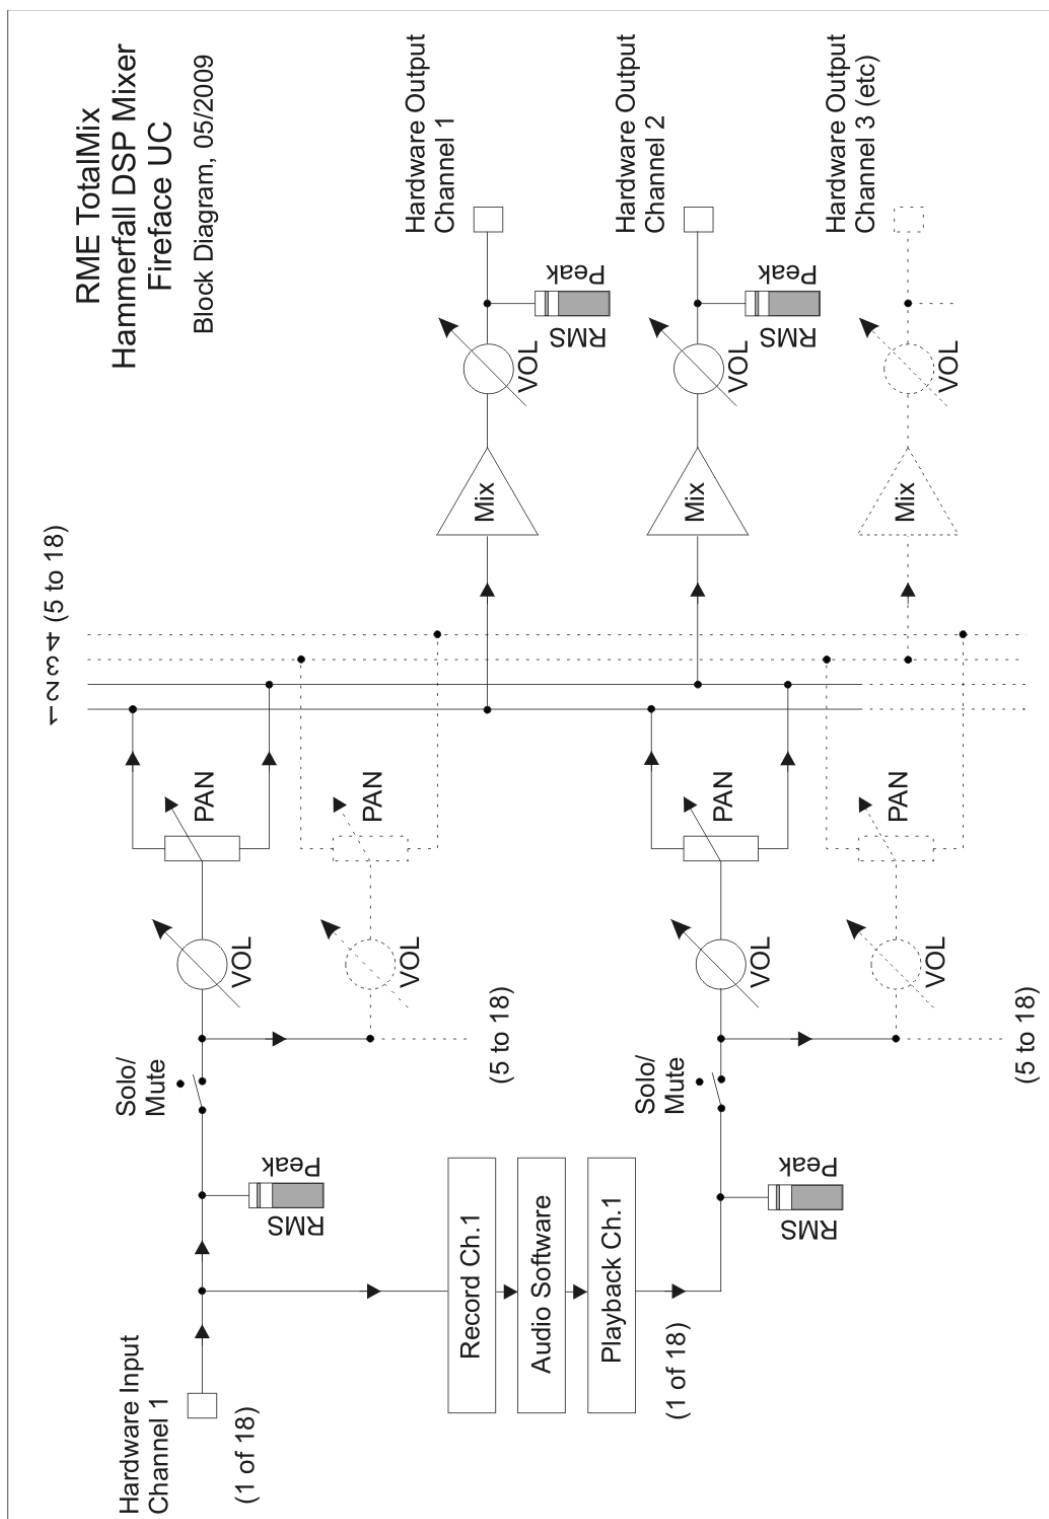 RME TotalMix
Hammerfall DSP Mixer
Fireface UC
Block Diagram, 05/2009
1 2 3 4 (5 to 18)
Hardware Input
Channel 1
(1 of 18)
Peak
RMS
Solo/
Mute
VOL
PAN
VOL
PAN
(5 to 18)
Mix
VOL
RMS
Peak
Hardware Output
Channel 1
Record Ch.1
Audio Software
Playback Ch.1
(1 of 18)
Mix
VOL
RMS
Peak
Hardware Output
Channel 2
RMS
Peak
Solo/
Mute
VOL
PAN
VOL
PAN
(5 to 18)
Mix
VOL
Hardware Output
Channel 3 (etc)